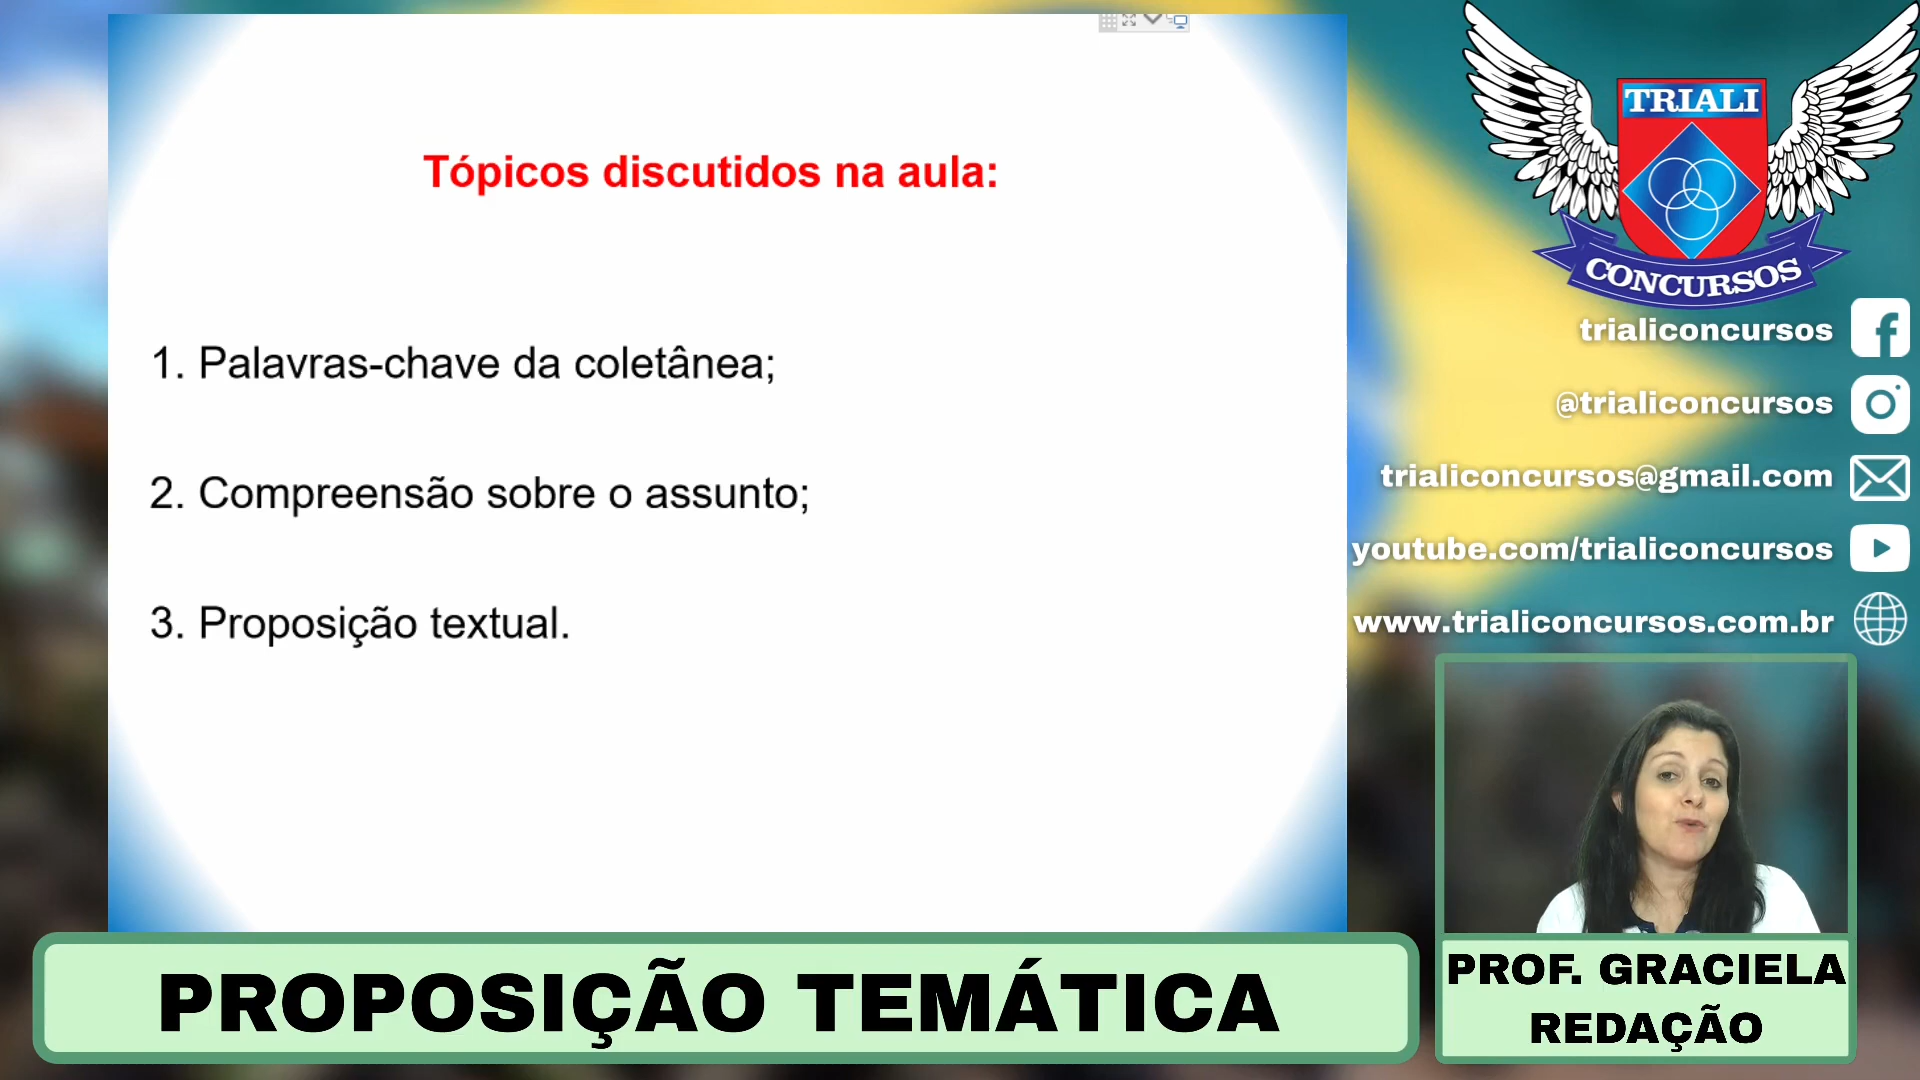 Tópicos discutidos na aula:
1. Palavras-chave da coletânea;
2. Compreensão sobre o assunto;
3. Proposição textual.
TRIALI
CONCURSOS
trialiconcursos
@trialiconcursos
trialiconcursos@gmail.com
youtube.com/trialiconcursos
www.trialiconcursos.com.br
PROPOSIÇÃO TEMÁTICA
PROF. GRACIELA
REDAÇÃO